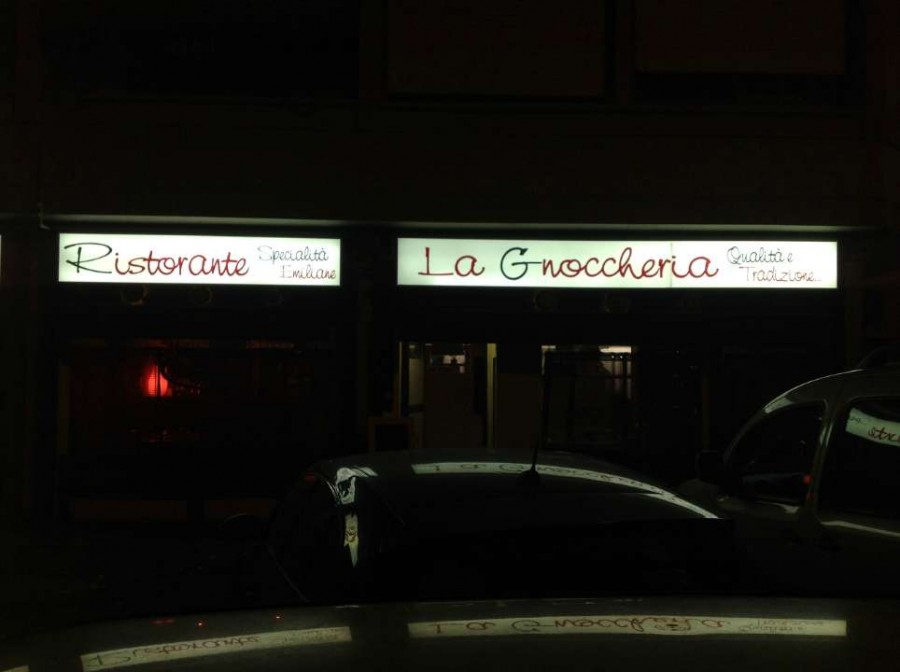 Ristorante
Specialità
Emiliane
La Gnoccheria
Qualità e
Tradizione...